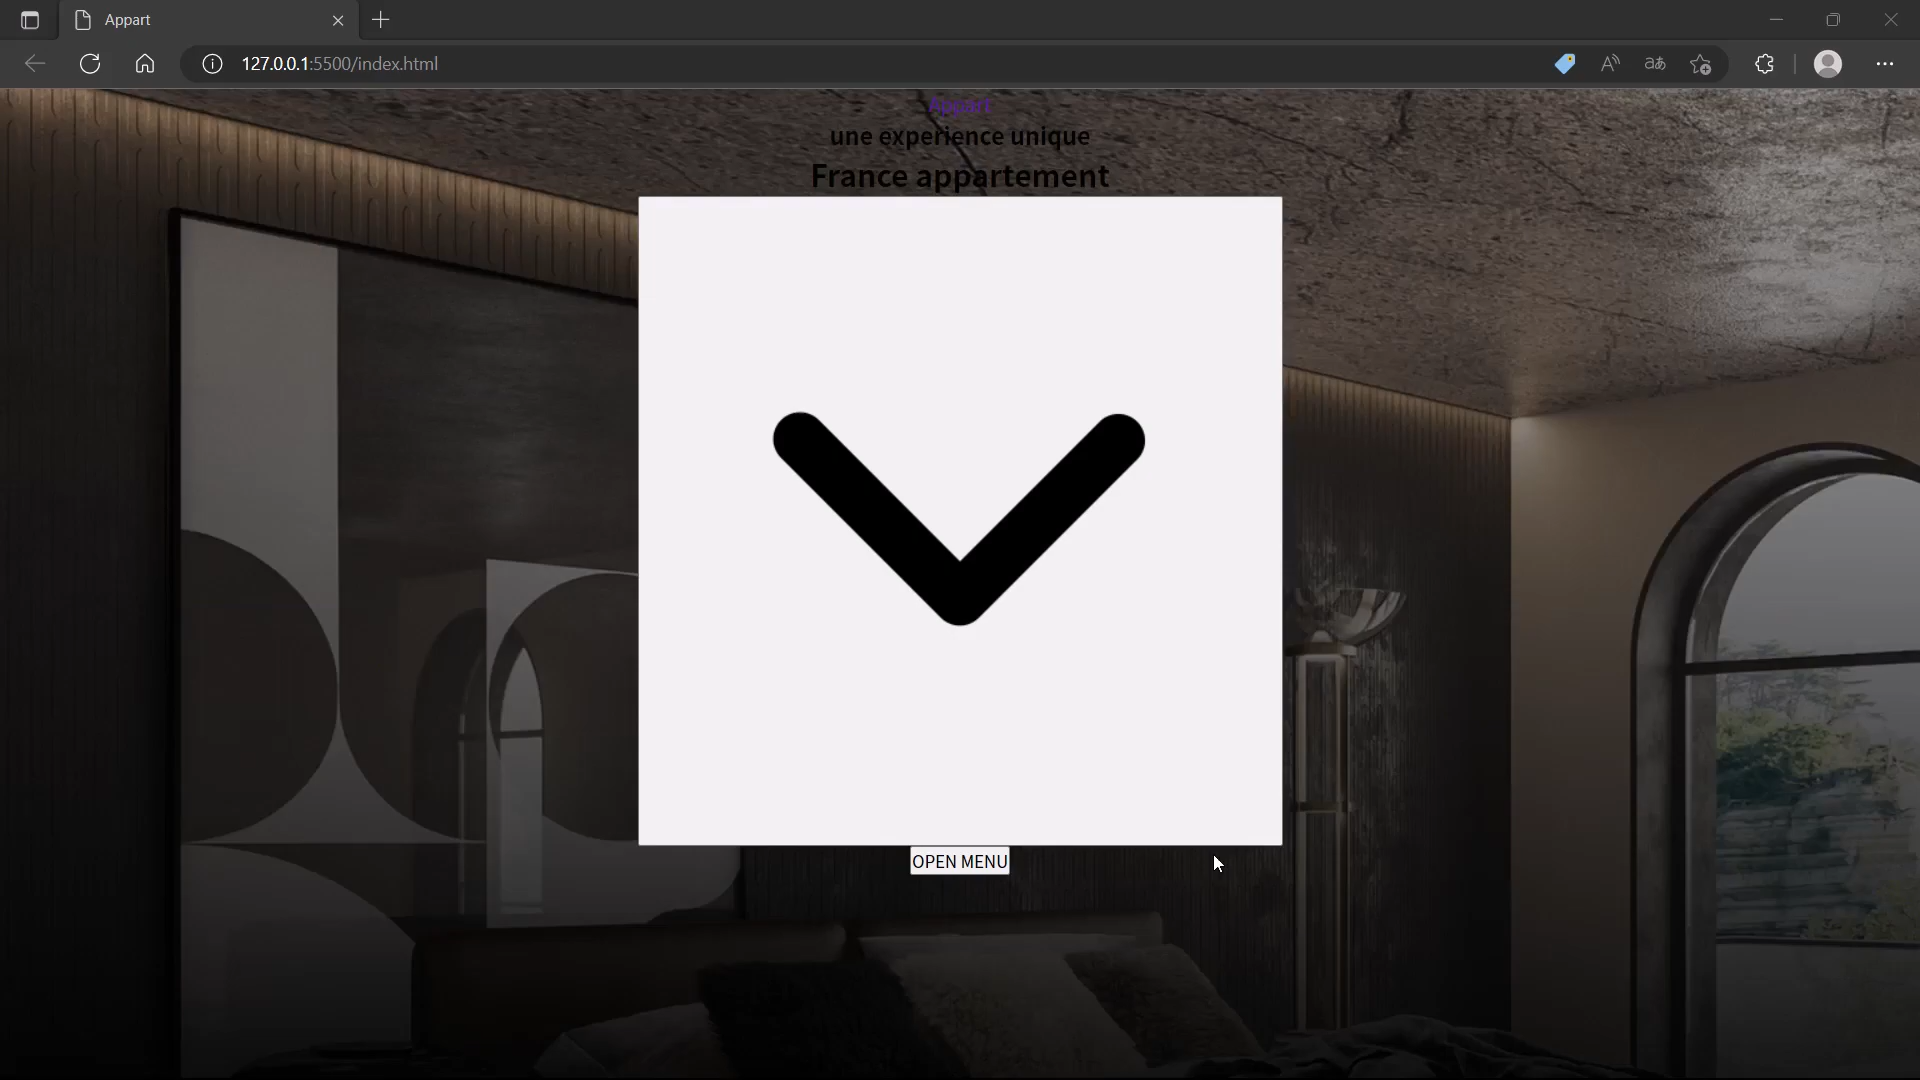 Appart
127.0.0.1:5500/index.html
Appart
une experience unique
France appartement
OPEN MENU